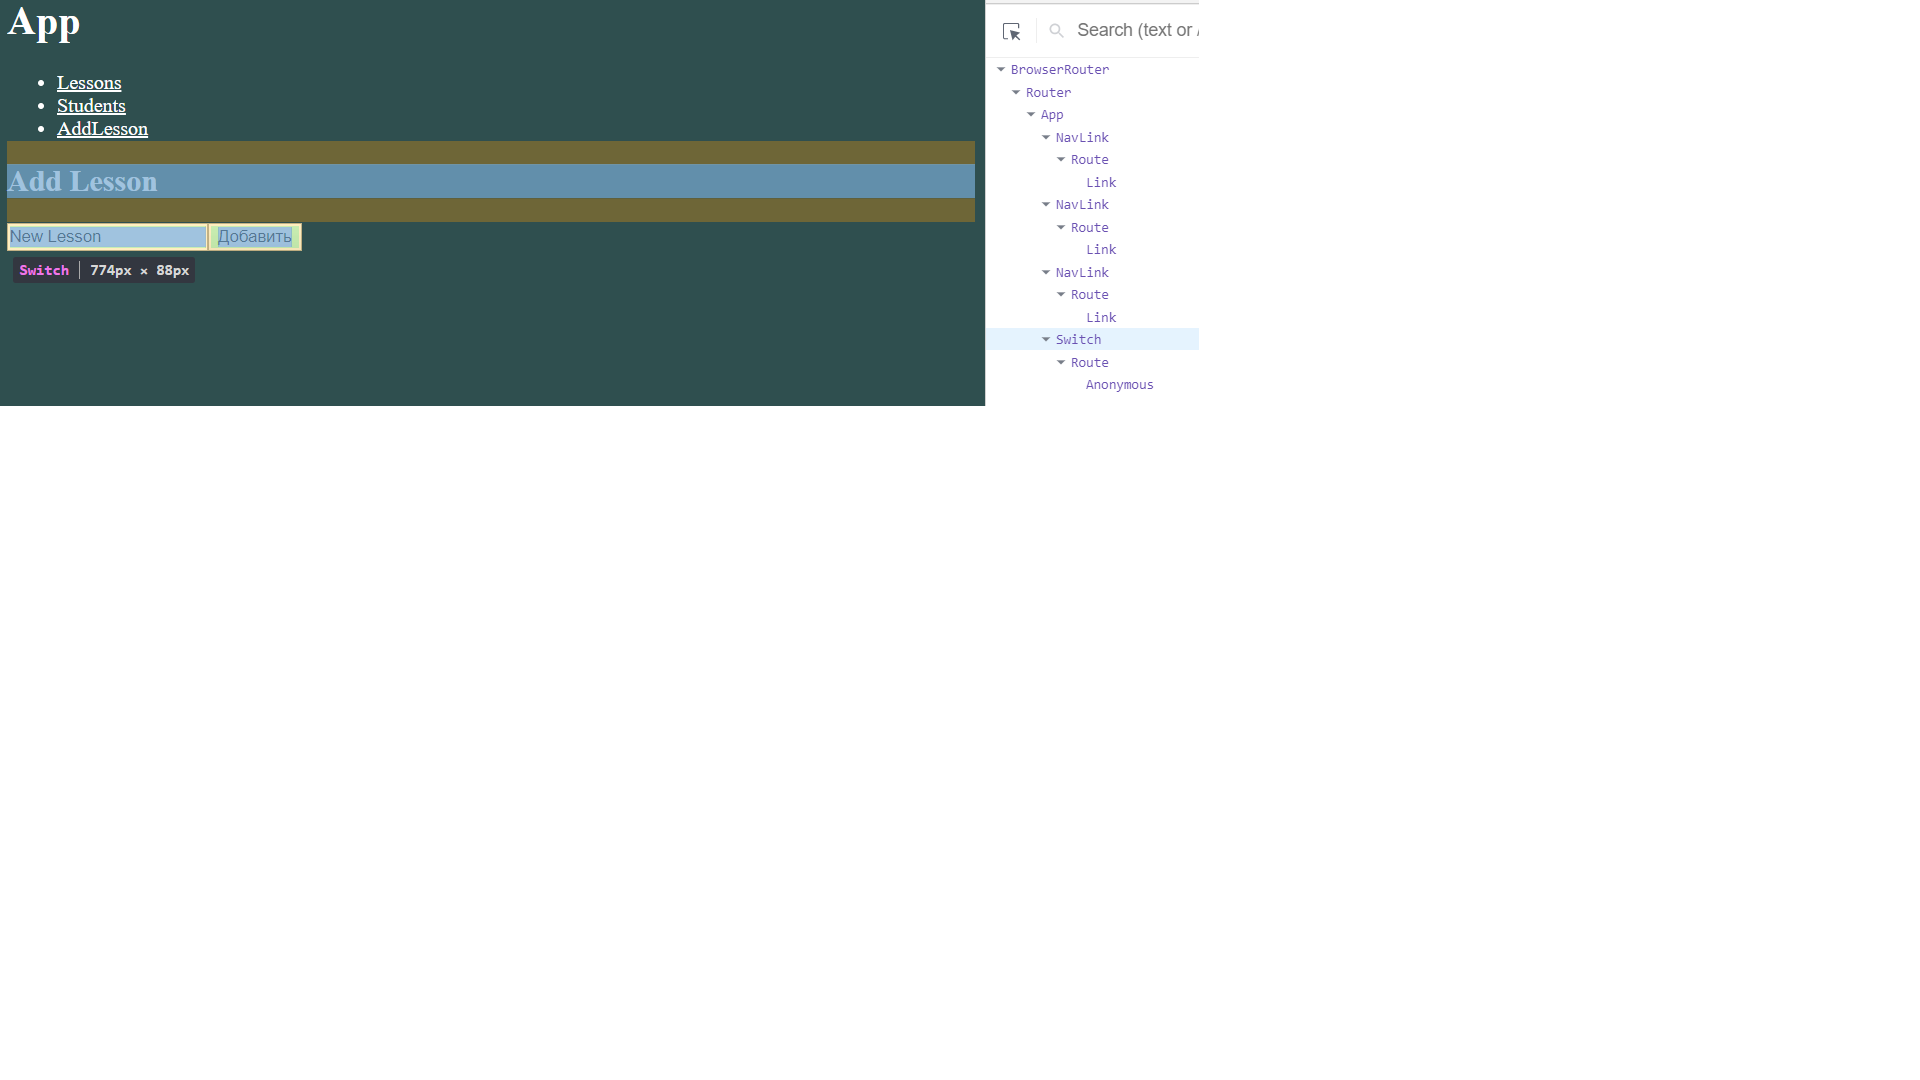 App
Lessons
Students
AddLesson
Add Lesson
New Lesson Добавить
Switch 774px × 88px
Search (text or /
BrowserRouter
Router
App
NavLink
Route
Link
NavLink
Route
Link
NavLink
Route
Link
Switch
Route
Anonymous